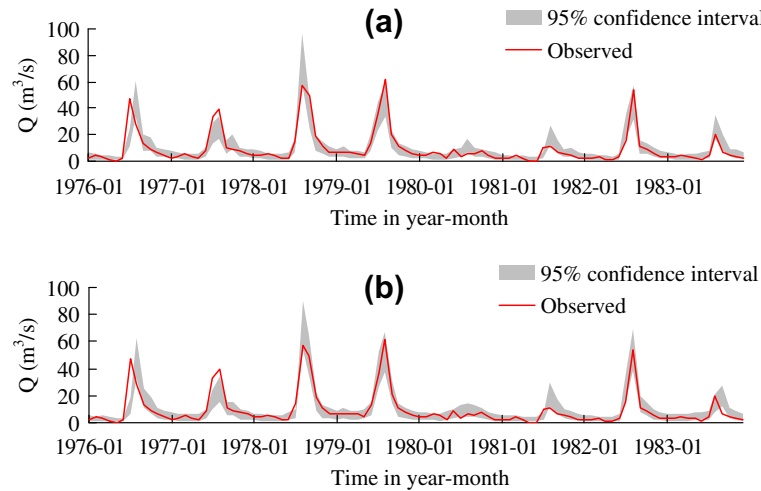 (a)
95% confidence interval
Observed
Q (m³/s)
100
80
60
40
20
0
1976-01 1977-01 1978-01 1979-01 1980-01 1981-01 1982-01 1983-01
Time in year-month
(b)
95% confidence interval
Observed
Q (m³/s)
100
80
60
40
20
0
1976-01 1977-01 1978-01 1979-01 1980-01 1981-01 1982-01 1983-01
Time in year-month